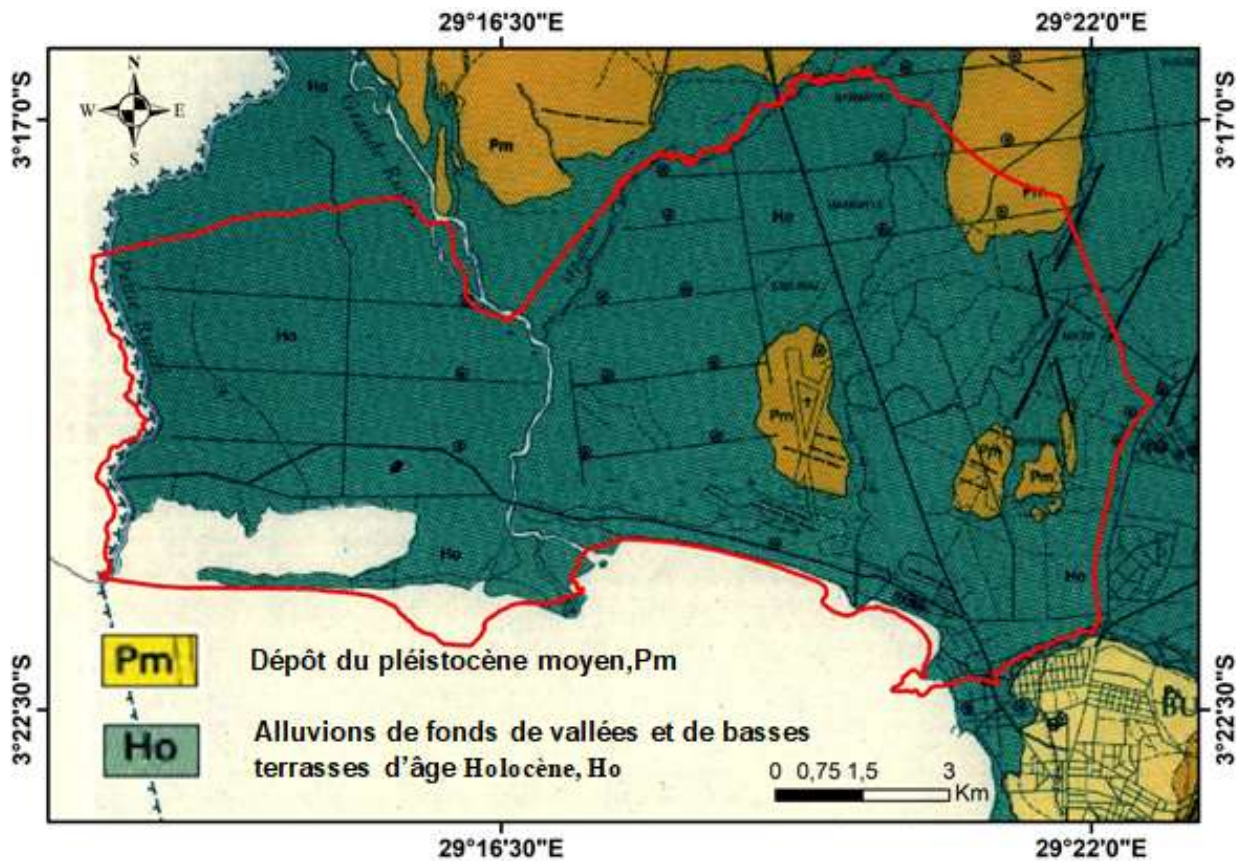 29°16'30"E
29°22'0"E
3°17'0"S
3°17'0"S
N
W
E
S
Ho
Pm
Grande
Ho
Pm
Ho
Pm
Pm
Pm
Ho
Ho
Pm
Dépôt du pléistocène moyen,Pm
Ho
Alluvions de fonds de vallées et de basses
terrasses d'âge Holocène, Ho
0 0,75 1,5 3
Km
BU
3°22'30"S
3°22'30"S
29°16'30"E
29°22'0"E